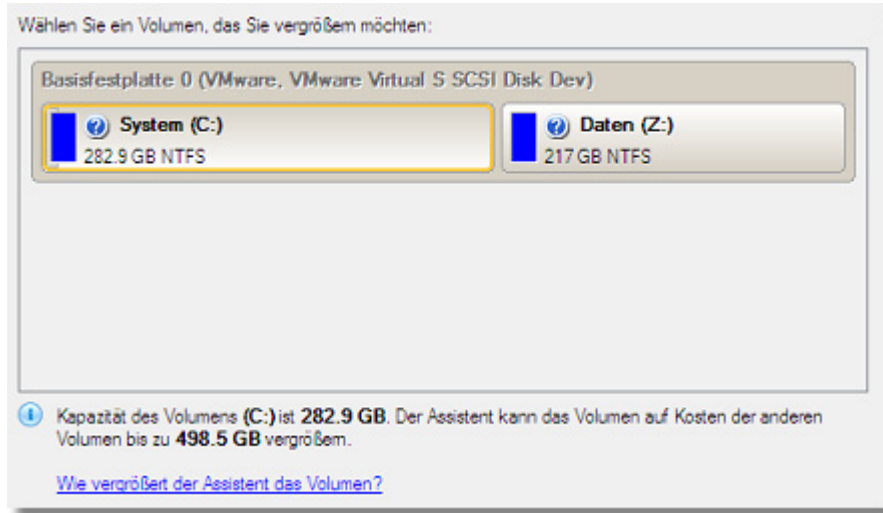 Wählen Sie ein Volumen, das Sie vergrößern möchten:
Basisfestplatte 0 (VMware, VMware Virtual S SCSI Disk Dev)
System (C:)
282.9 GB NTFS
Daten (Z:)
217 GB NTFS
Kapazität des Volumens (C:) ist 282.9 GB. Der Assistent kann das Volumen auf Kosten der anderen
Volumen bis zu 498.5 GB vergrößern.
Wie vergrößert der Assistent das Volumen?